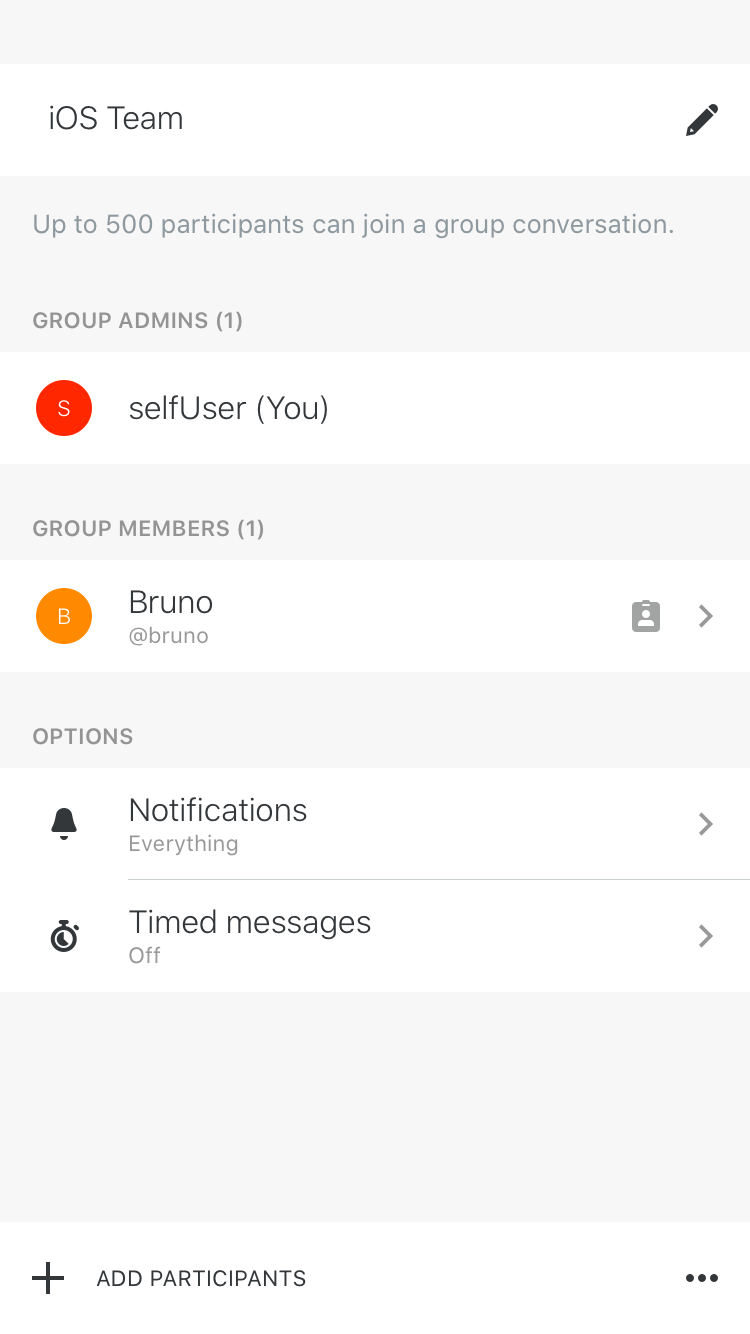 iOS Team
Up to 500 participants can join a group conversation.
GROUP ADMINS (1)
S
selfUser (You)
GROUP MEMBERS (1)
B
Bruno
@bruno
OPTIONS
Notifications
Everything
Timed messages
Off
ADD PARTICIPANTS